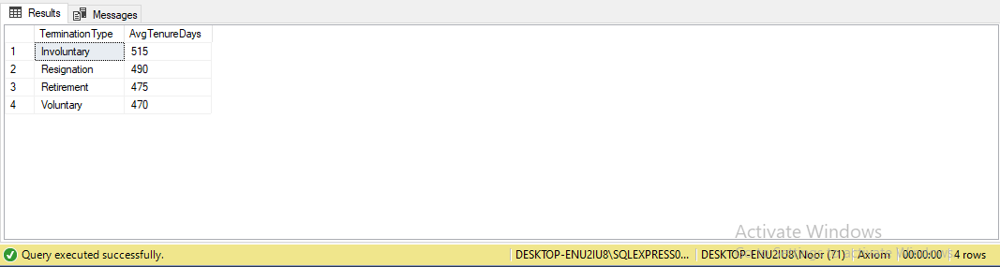 Results Messages
TerminationType AvgTenureDays
1 Involuntary 515
2 Resignation 490
3 Retirement 475
4 Voluntary 470
Activate Windows
Query executed successfully. DESKTOP-ENU2IU8\SQLEXPRESS0... DESKTOP-ENU2IU8\Noor (71) Axiom 00:00:00 4 rows